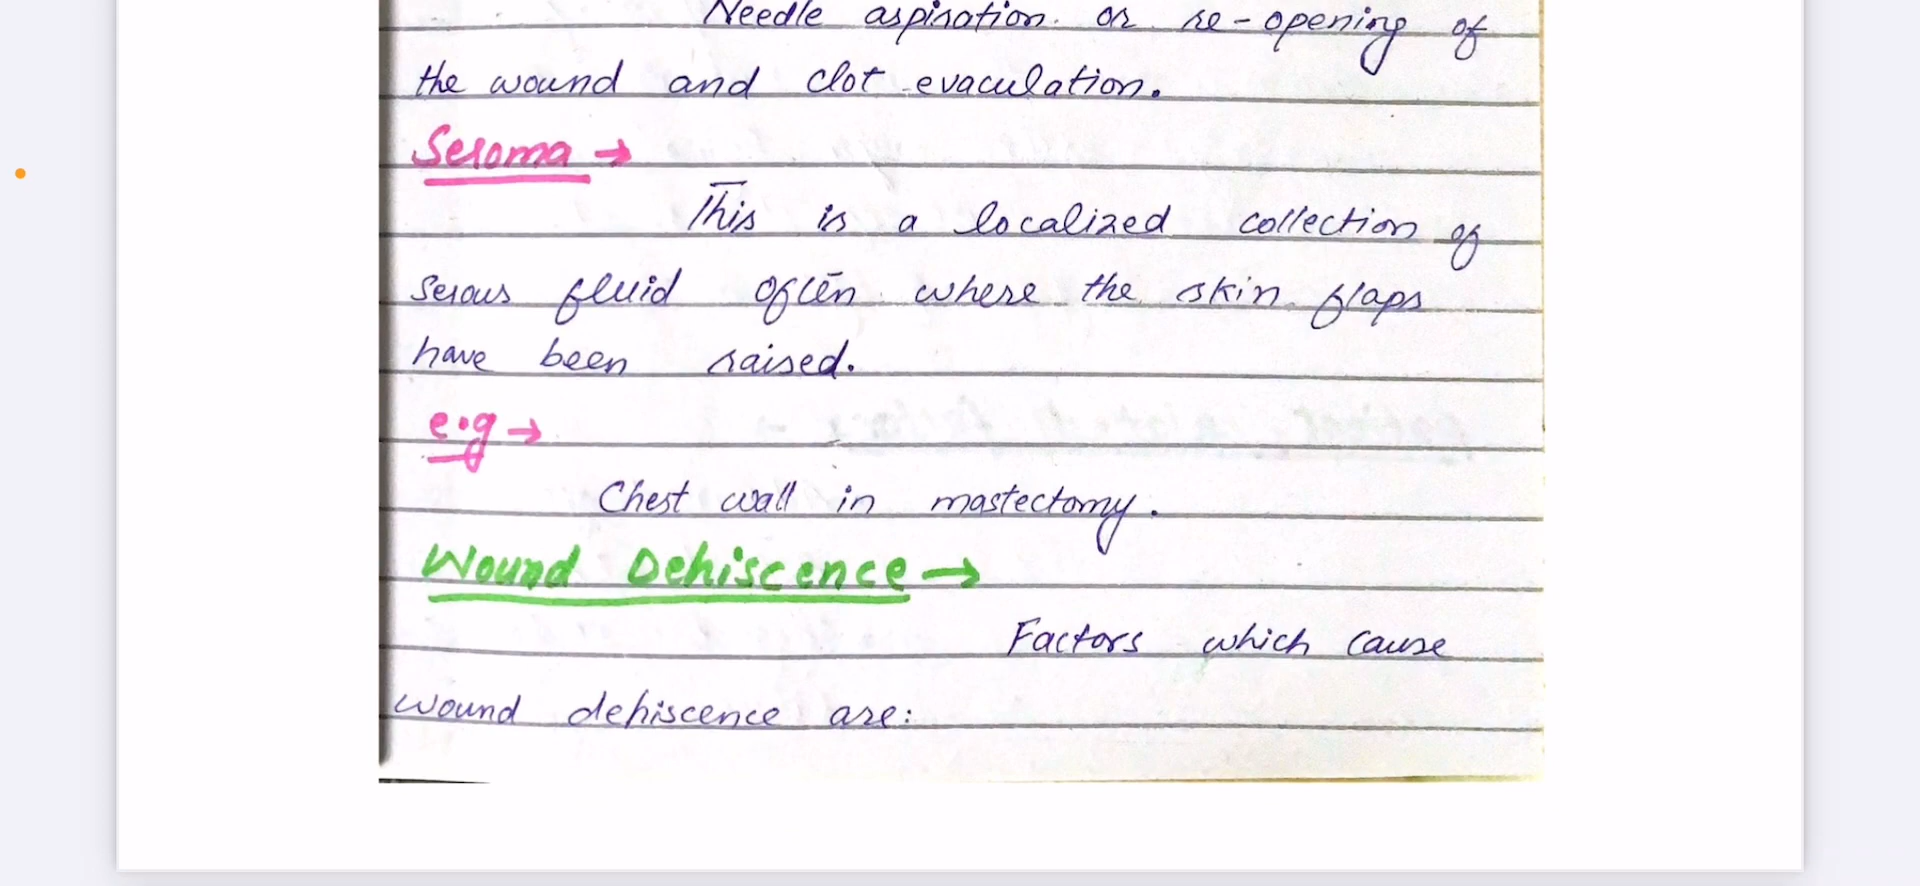 Needle aspiration or re-opening of
the wound and clot evaculation.
Seroma →
This is a localized collection of
serous fluid often where the skin flaps
have been raised.
e.g →
Chest wall in mastectomy.
Wound Dehiscence →
Factors which cause
wound dehiscence are: